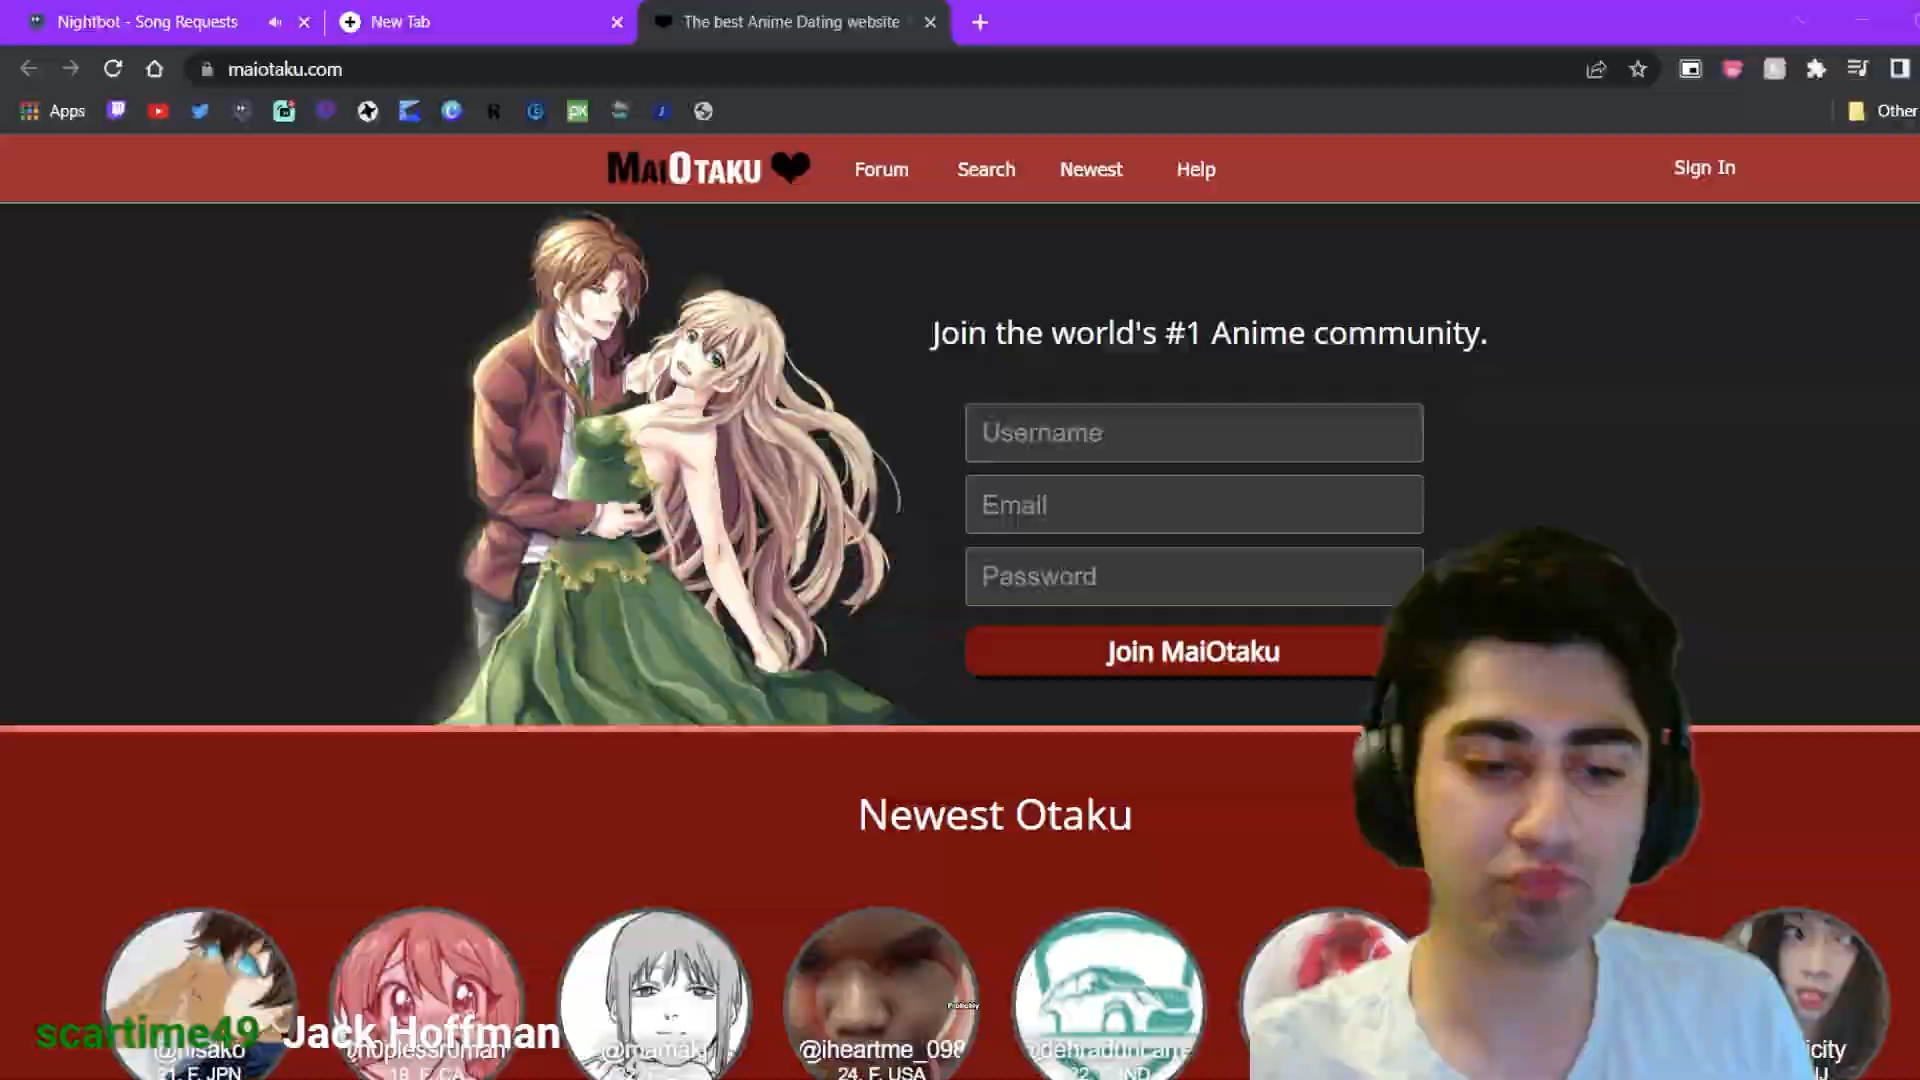 Nightbot - Song Requests
New Tab
The best Anime Dating website
maiotaku.com
Apps
Other
MAIOTAKU
Forum
Search
Newest
Help
Sign In
Join the world's #1 Anime community.
Username
Email
Password
Join MaiOtaku
Newest Otaku
scartime49 Jack Hoffman
@iheartme_098
icity
24, F, USA